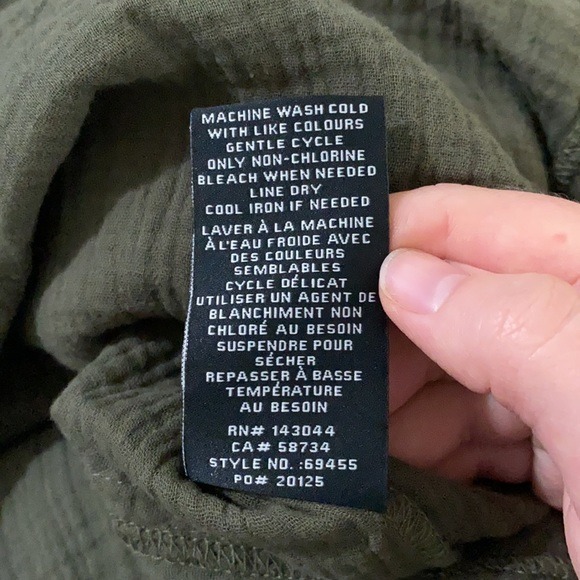 MACHINE WASH COLD
WITH LIKE COLOURS
GENTLE CYCLE
ONLY NON-CHLORINE
BLEACH WHEN NEEDED
LINE DRY
COOL IRON IF NEEDED
LAVER À LA MACHINE
À L'EAU FROIDE AVEC
DES COULEURS
SEMBLABLES
CYCLE DÉLICAT
UTILISER UN AGENT DE
BLANCHIMENT NON
CHLORÉ AU BESOIN
SUSPENDRE POUR
SÉCHER
REPASSER À BASSE
TEMPÉRATURE
AU BESOIN
RN# 143044
CA# 58734
STYLE NO. :69455
PO# 20125